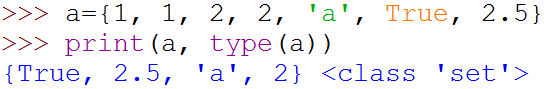 >>> a={1, 1, 2, 2, 'a', True, 2.5}
>>> print(a, type(a))
{True, 2.5, 'a', 2} <class 'set'>